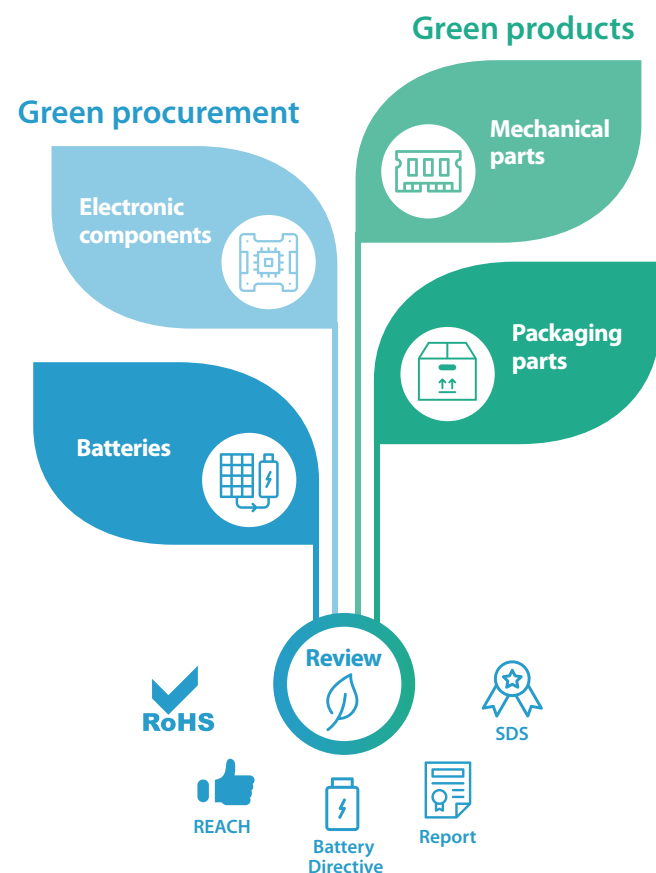 Green products
Green procurement
Mechanical
parts
Electronic
components
Packaging
parts
Batteries
Review
RoHS
SDS
REACH
Battery
Directive
Report